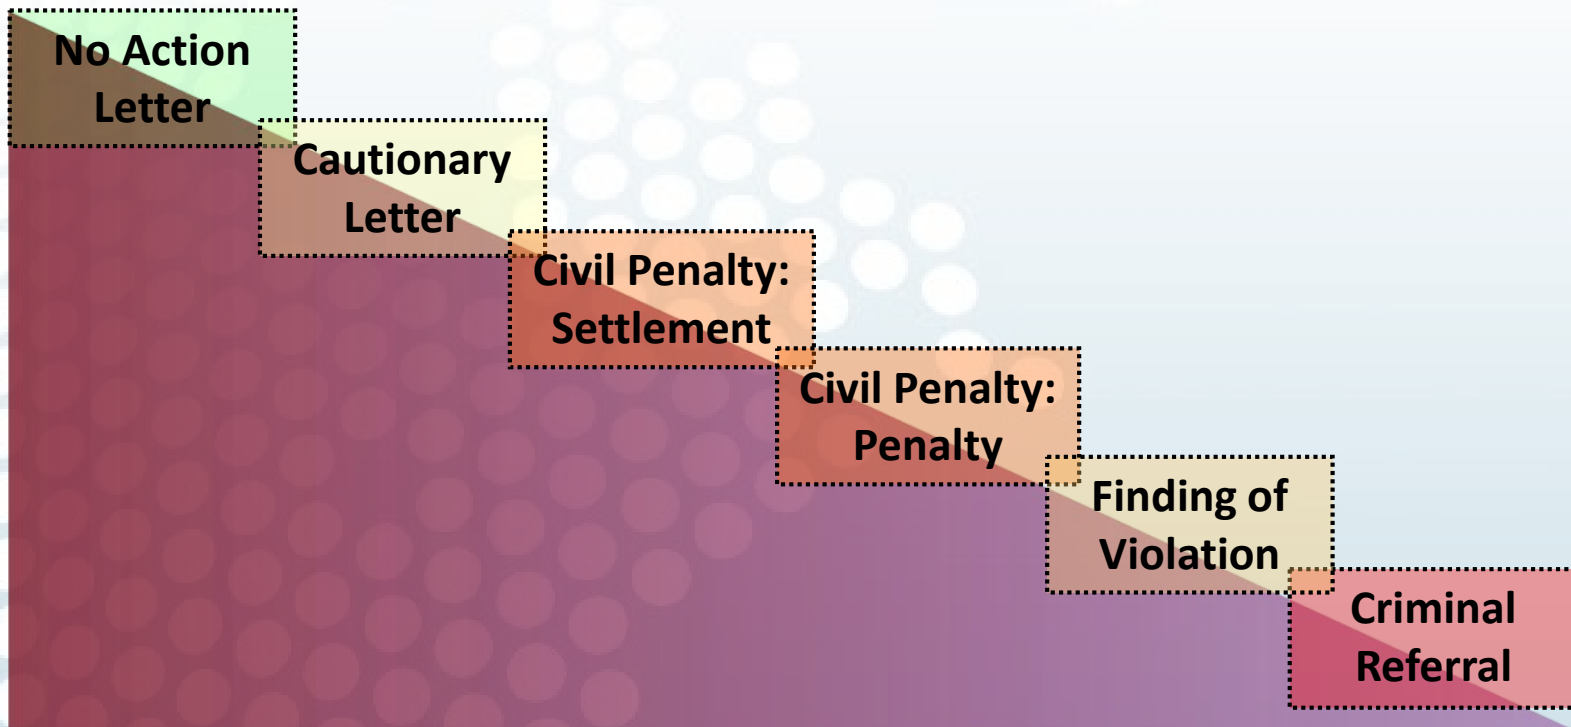 No Action
Letter
Cautionary
Letter
Civil Penalty:
Settlement
Civil Penalty:
Penalty
Finding of
Violation
Criminal
Referral